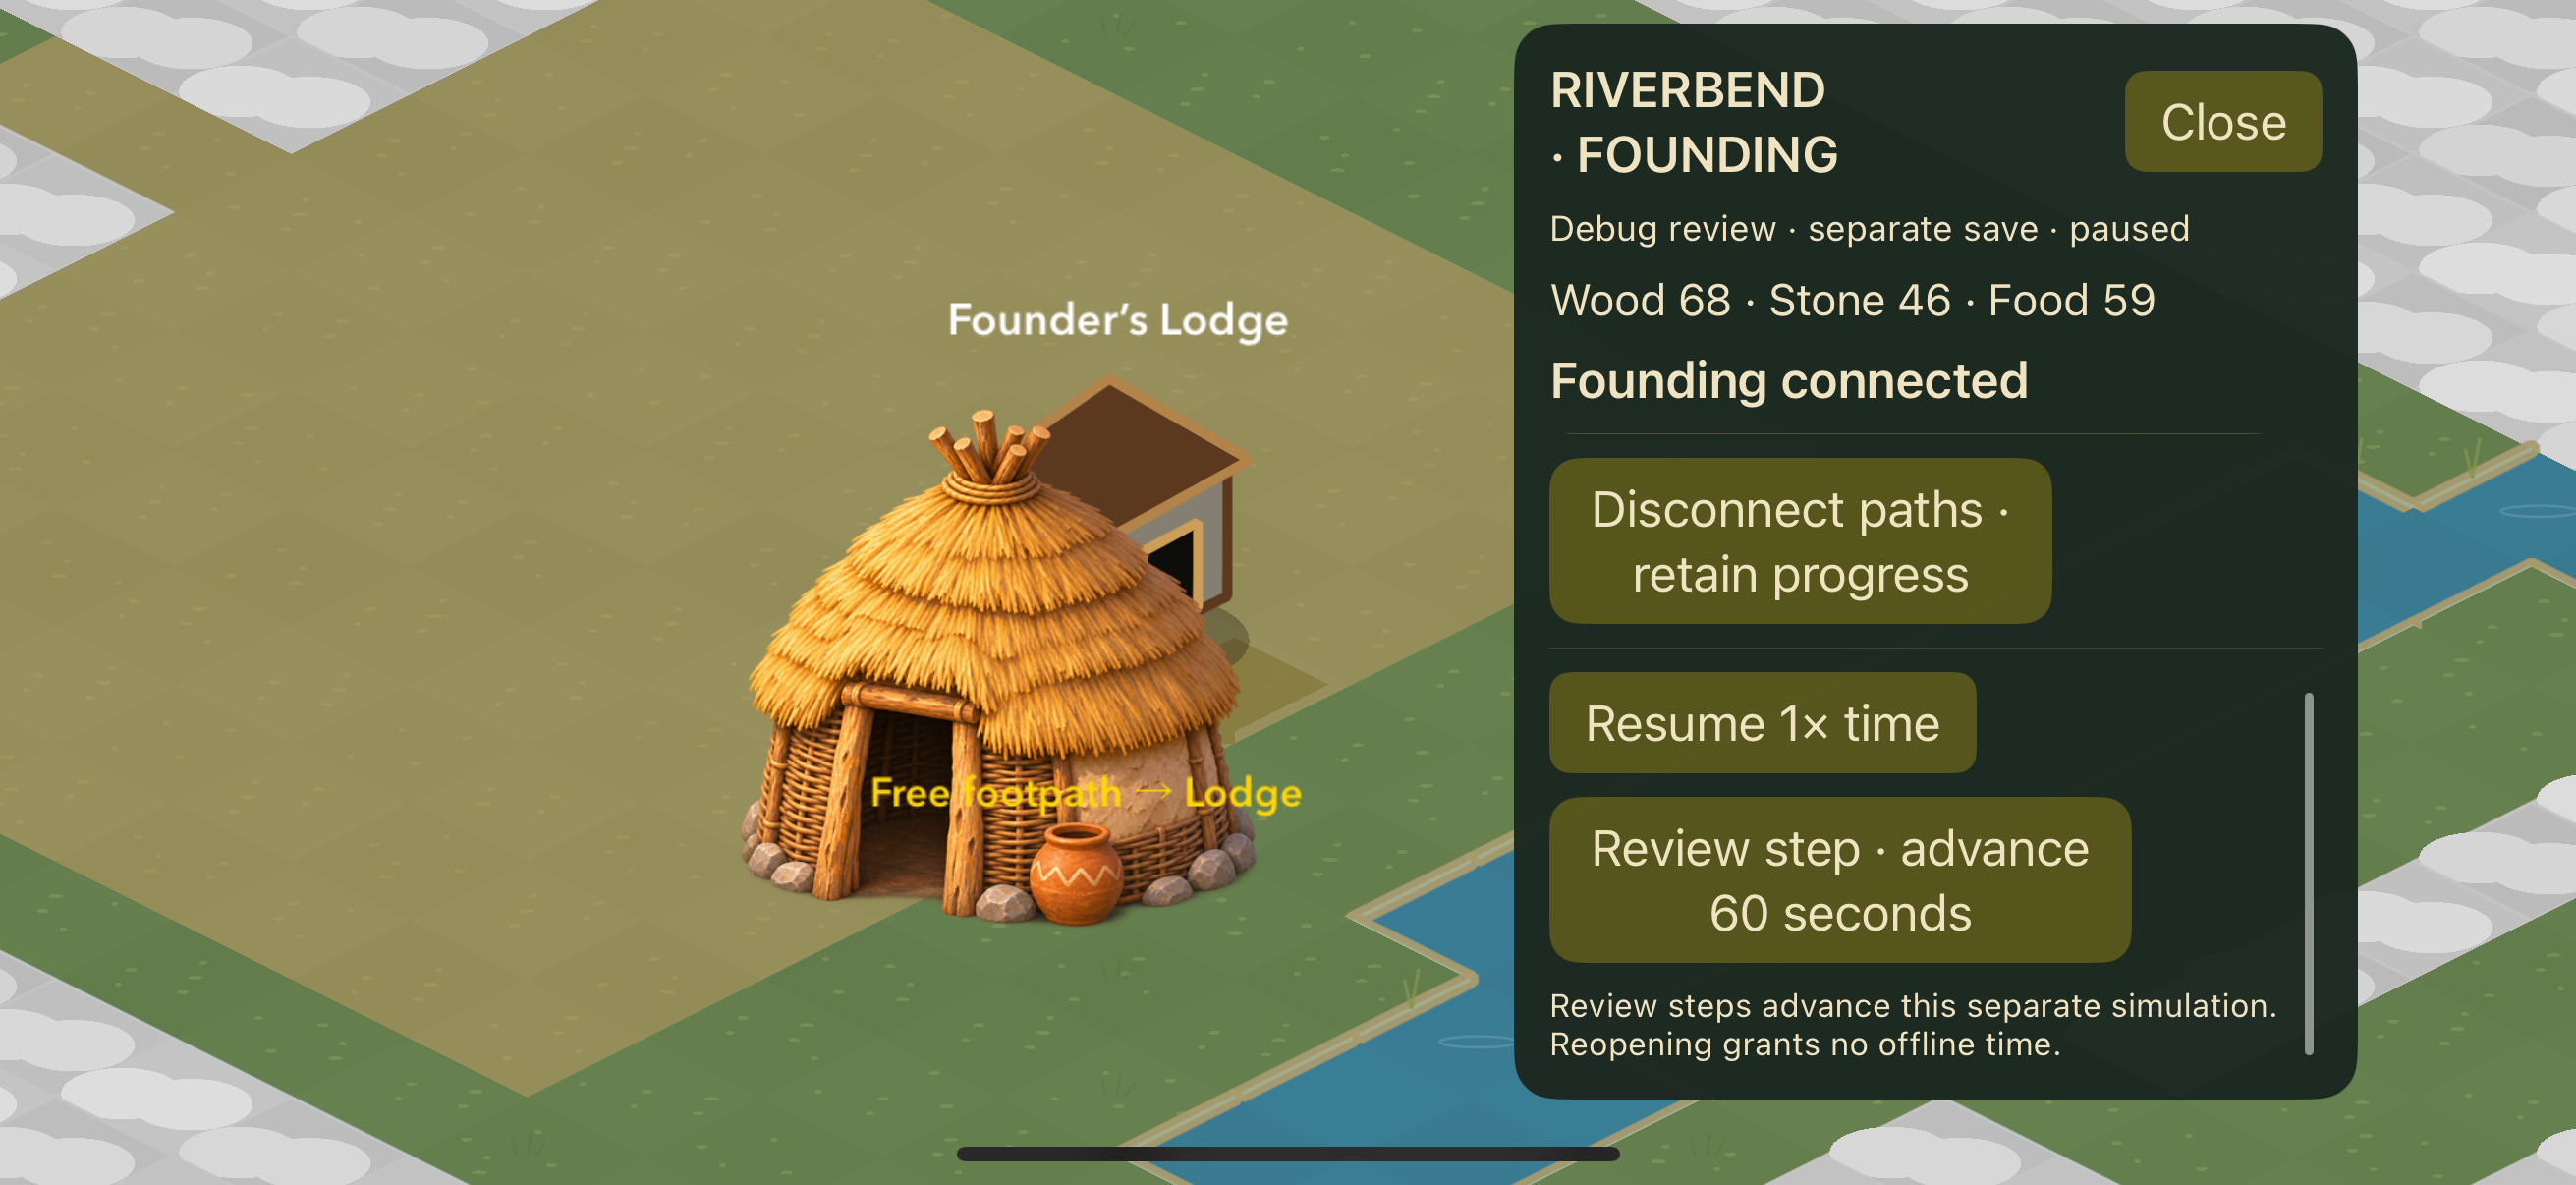 Founder's Lodge
Free footpath → Lodge
RIVERBEND
· FOUNDING
Close
Debug review · separate save · paused
Wood 68 · Stone 46 · Food 59
Founding connected
Disconnect paths ·
retain progress
Resume 1× time
Review step · advance
60 seconds
Review steps advance this separate simulation.
Reopening grants no offline time.